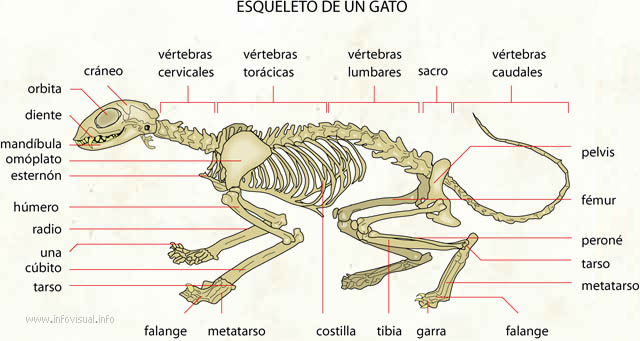 ESQUELETO DE UN GATO
cráneo
vértebras
cervicales
vértebras
torácicas
vértebras
lumbares
sacro
vértebras
caudales
orbita
diente
mandíbula
omóplato
esternón
húmero
radio
una
cúbito
tarso
pelvis
fémur
peroné
tarso
metatarso
falange
metatarso
costilla
tibia
garra
falange
www.infovisual.info